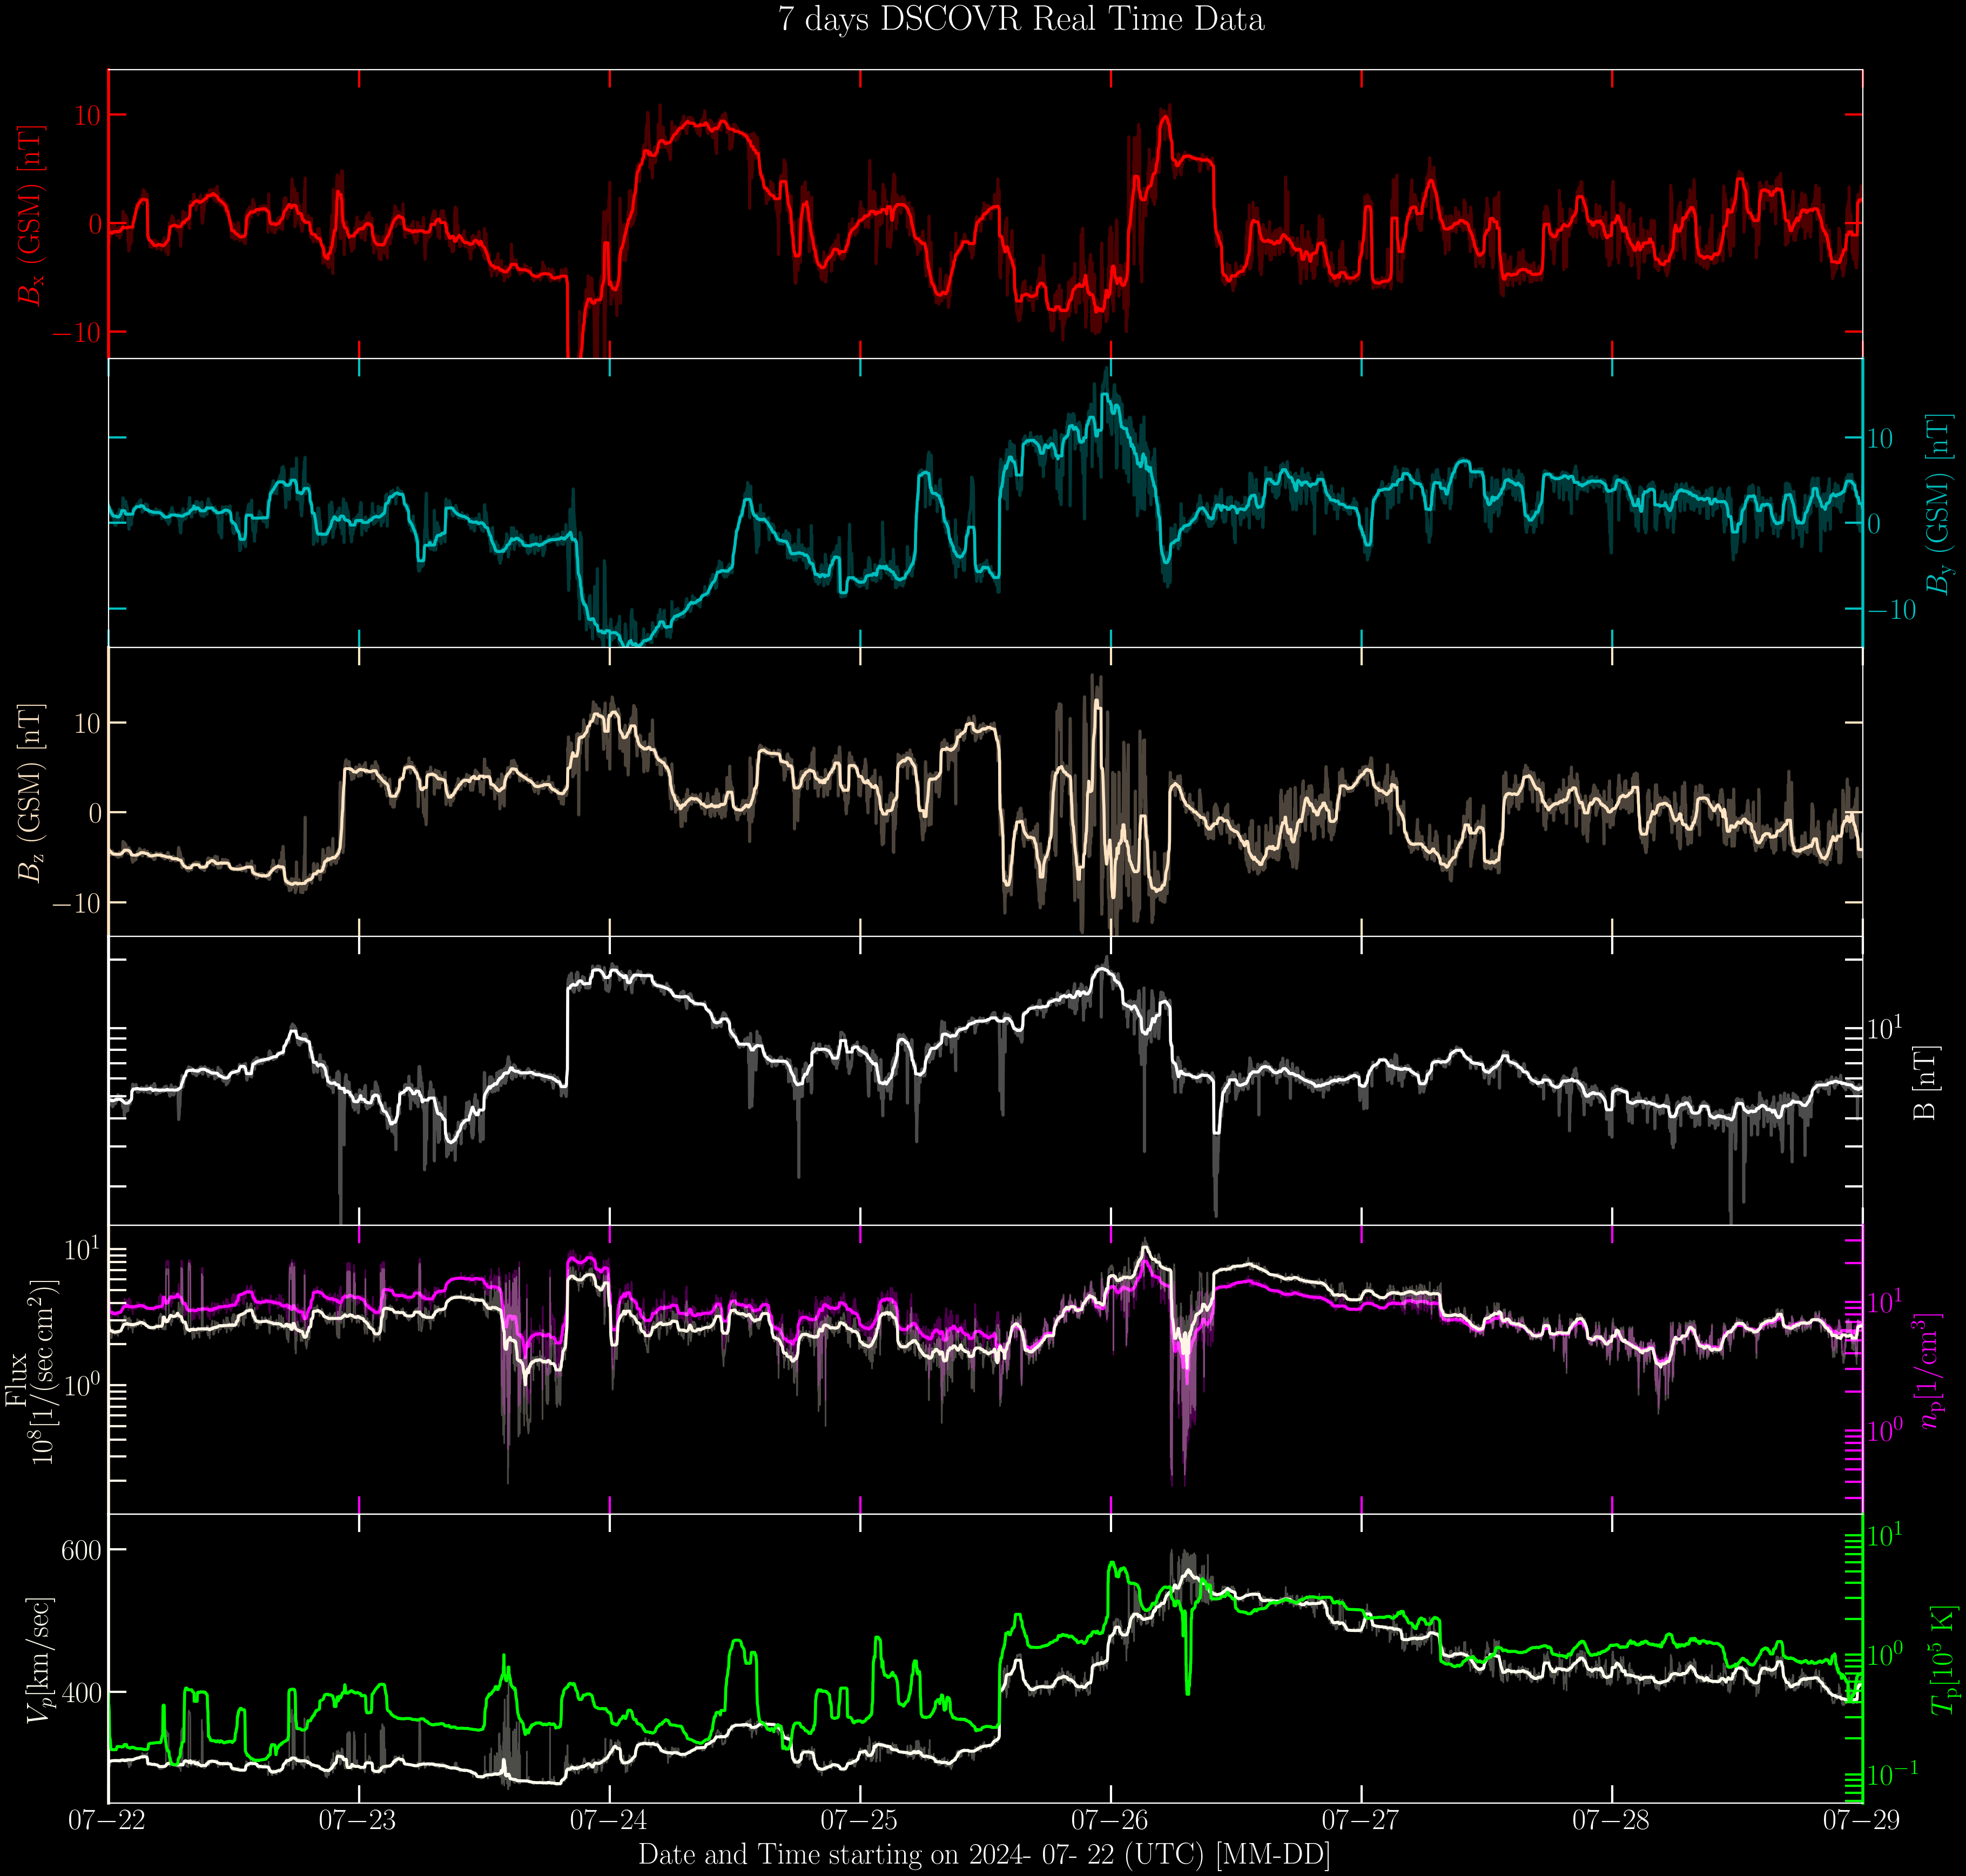 7 days DSCOVR Real Time Data
B_x (GSM) [nT]
10
0
−10
10
0
−10
B_y (GSM) [nT]
B_z (GSM) [nT]
10
0
−10
10^1
B [nT]
Flux
10^8[1/(sec cm^2)]
10^1
10^0
10^1
10^0
n_p[1/cm^3]
V_p[km/sec]
600
400
10^1
10^0
10^−1
T_p[10^5 K]
07−22 07−23 07−24 07−25 07−26 07−27 07−28 07−29
Date and Time starting on 2024- 07- 22 (UTC) [MM-DD]